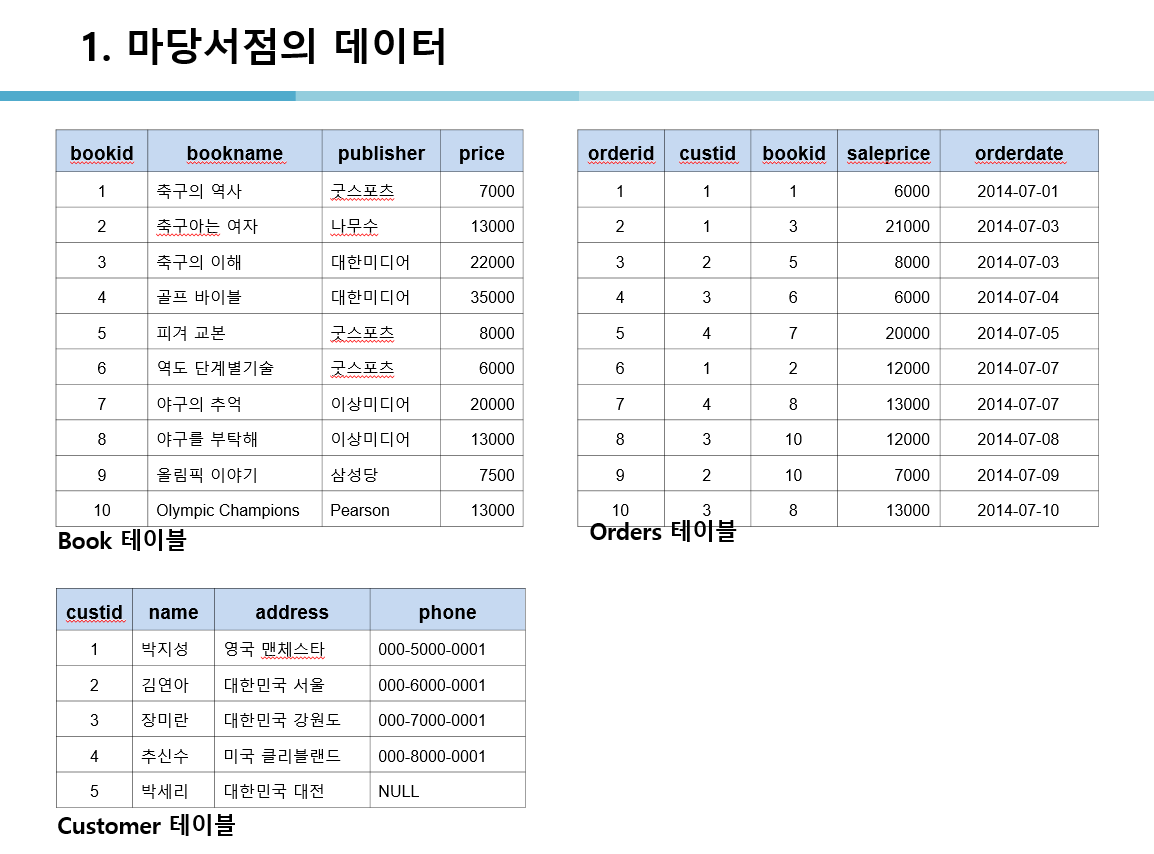 1. 마당서점의 데이터
bookid bookname publisher price
1 축구의 역사 굿스포츠 7000
2 축구아는 여자 나무수 13000
3 축구의 이해 대한미디어 22000
4 골프 바이블 대한미디어 35000
5 피겨 교본 굿스포츠 8000
6 역도 단계별기술 굿스포츠 6000
7 야구의 추억 이상미디어 20000
8 야구를 부탁해 이상미디어 13000
9 올림픽 이야기 삼성당 7500
10 Olympic Champions Pearson 13000
Book 테이블
orderid custid bookid saleprice orderdate
1 1 1 6000 2014-07-01
2 1 3 21000 2014-07-03
3 2 5 8000 2014-07-03
4 3 6 6000 2014-07-04
5 4 7 20000 2014-07-05
6 1 2 12000 2014-07-07
7 4 8 13000 2014-07-07
8 3 10 12000 2014-07-08
9 2 10 7000 2014-07-09
10 3 8 13000 2014-07-10
Orders 테이블
custid name address phone
1 박지성 영국 맨체스타 000-5000-0001
2 김연아 대한민국 서울 000-6000-0001
3 장미란 대한민국 강원도 000-7000-0001
4 추신수 미국 클리블랜드 000-8000-0001
5 박세리 대한민국 대전 NULL
Customer 테이블